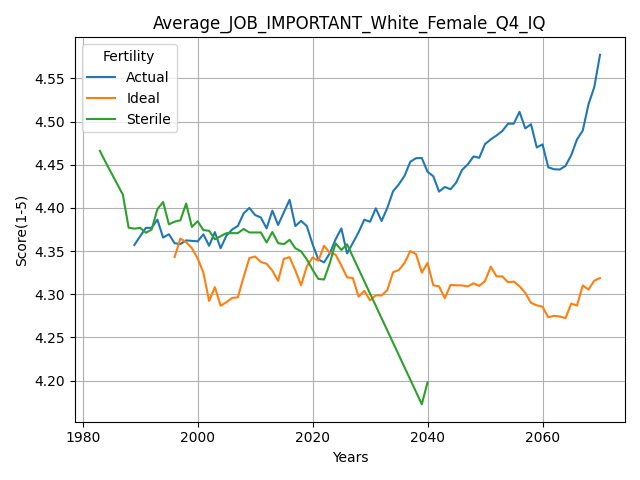 Average_JOB_IMPORTANT_White_Female_Q4_IQ
Fertility
Actual
Ideal
Sterile
Score(1-5)
4.55
4.50
4.45
4.40
4.35
4.30
4.25
4.20
1980
2000
2020
2040
2060
Years